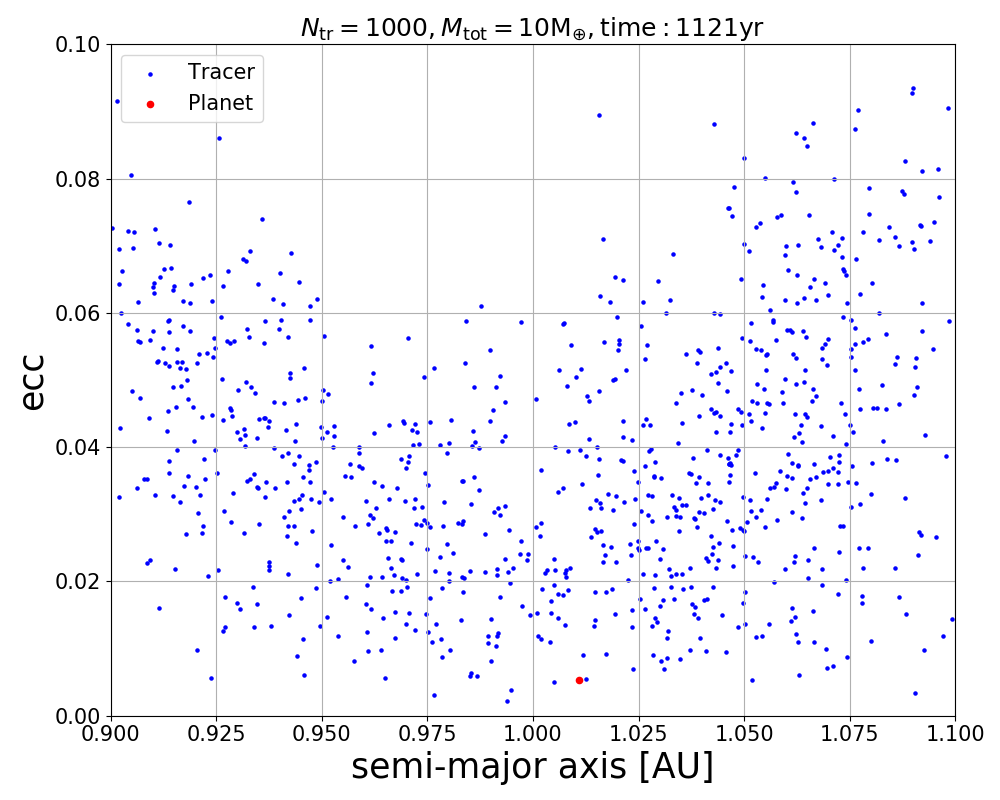 N_tr = 1000, M_tot = 10M_⊕, time : 1121yr
Tracer
Planet
ecc
0.10
0.08
0.06
0.04
0.02
0.00
0.900 0.925 0.950 0.975 1.000 1.025 1.050 1.075 1.100
semi-major axis [AU]